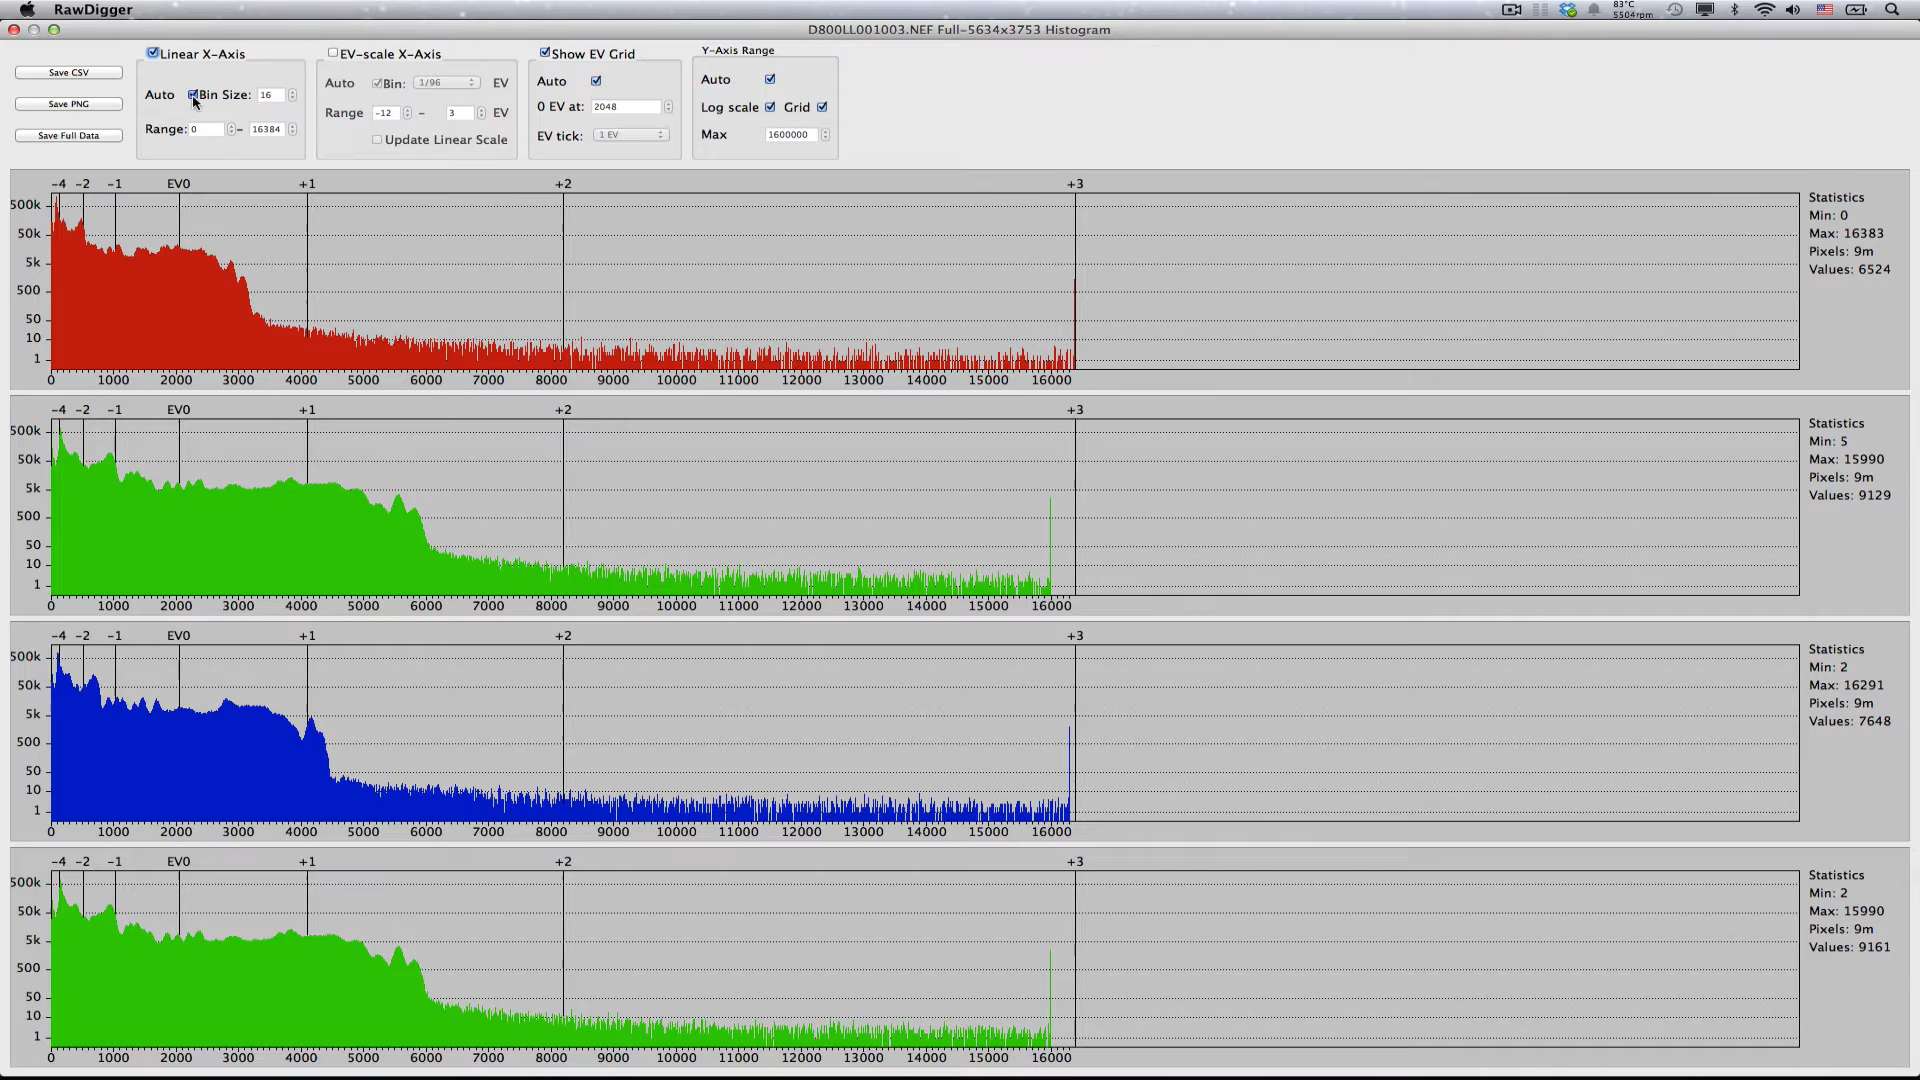 RawDigger
83°C
5504rpm
D800LL001003.NEF Full-5634x3753 Histogram
Save CSV
Save PNG
Save Full Data
Linear X-Axis
Auto Bin Size: 16
Range: 0 - 16384
EV-scale X-Axis
Auto Bin: 1/96 EV
Range -12 - 3 EV
Update Linear Scale
Show EV Grid
Auto
0 EV at: 2048
EV tick: 1 EV
Y-Axis Range
Auto
Log scale Grid
Max 1600000
-4 -2 -1 EV0 +1 +2 +3
500k
50k
5k
500
50
10
1
0 1000 2000 3000 4000 5000 6000 7000 8000 9000 10000 11000 12000 13000 14000 15000 16000
Statistics
Min: 0
Max: 16383
Pixels: 9m
Values: 6524
-4 -2 -1 EV0 +1 +2 +3
500k
50k
5k
500
50
10
1
0 1000 2000 3000 4000 5000 6000 7000 8000 9000 10000 11000 12000 13000 14000 15000 16000
Statistics
Min: 5
Max: 15990
Pixels: 9m
Values: 9129
-4 -2 -1 EV0 +1 +2 +3
500k
50k
5k
500
50
10
1
0 1000 2000 3000 4000 5000 6000 7000 8000 9000 10000 11000 12000 13000 14000 15000 16000
Statistics
Min: 2
Max: 16291
Pixels: 9m
Values: 7648
-4 -2 -1 EV0 +1 +2 +3
500k
50k
5k
500
50
10
1
0 1000 2000 3000 4000 5000 6000 7000 8000 9000 10000 11000 12000 13000 14000 15000 16000
Statistics
Min: 2
Max: 15990
Pixels: 9m
Values: 9161